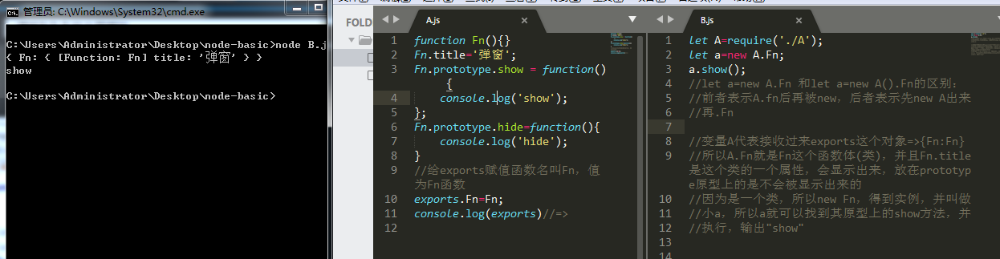 管理员: C:\Windows\System32\cmd.exe
C:\Users\Administrator\Desktop\node-basic>node B.j
{ Fn: { [Function: Fn] title: '弹窗' } }
show
C:\Users\Administrator\Desktop\node-basic>
FOLD
A.js
1 function Fn(){}
2 Fn.title='弹窗';
3 Fn.prototype.show = function()
{
4 console.log('show');
5 };
6 Fn.prototype.hide=function(){
7 console.log('hide');
8 }
9 //给exports赋值函数名叫Fn，值
为Fn函数
10 exports.Fn=Fn;
11 console.log(exports)//=>
12
B.js
1 let A=require('./A');
2 let a=new A.Fn;
3 a.show();
4 //let a=new A.Fn 和let a=new A().Fn的区别：
5 //前者表示A.fn后再被new，后者表示先new A出来
6 //再.Fn
7
8 //变量A代表接收过来exports这个对象=>{Fn:Fn}
9 //所以A.Fn就是Fn这个函数体(类)，并且Fn.title
是这个类的一个属性，会显示出来，放在prototyp
e原型上的是不会被显示出来的
10 //因为是一个类，所以new Fn，得到实例，并叫做
11 //小a，所以a就可以找到其原型上的show方法，并
12 //执行，输出"show"
13
14